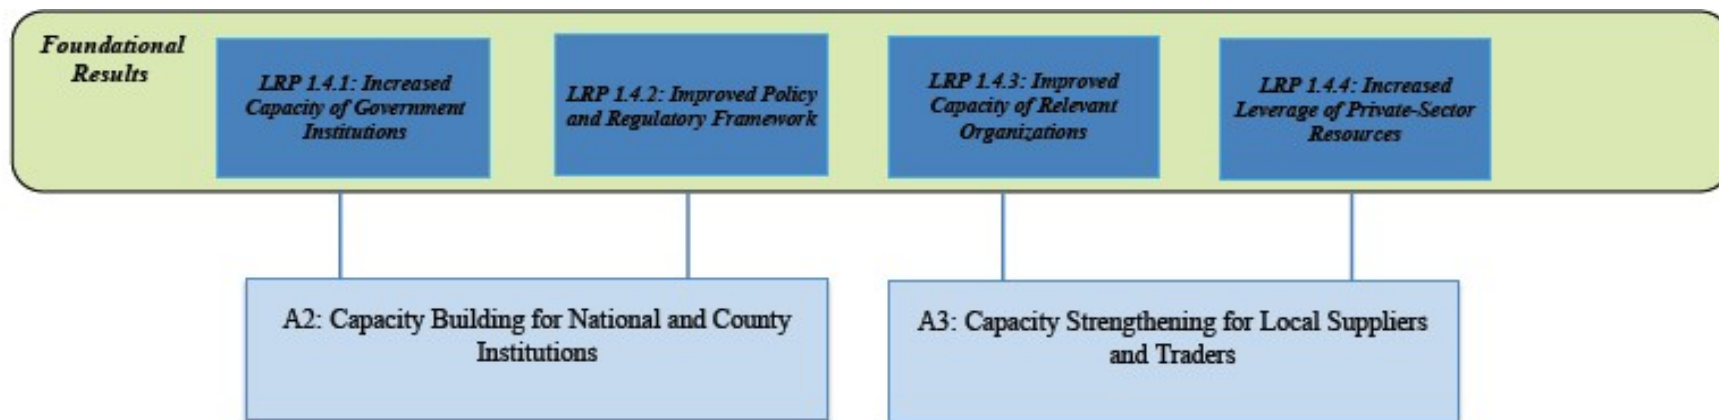 Foundational
Results
LRP 1.4.1: Increased
Capacity of Government
Institutions
LRP 1.4.2: Improved Policy
and Regulatory Framework
LRP 1.4.3: Improved
Capacity of Relevant
Organizations
LRP 1.4.4: Increased
Leverage of Private-Sector
Resources
A2: Capacity Building for National and County
Institutions
A3: Capacity Strengthening for Local Suppliers
and Traders